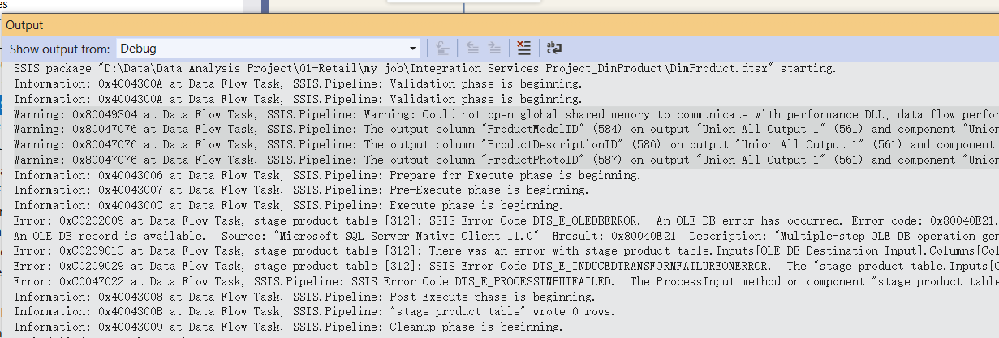 es
Output
Show output from: Debug
SSIS package "D:\Data\Data Analysis Project\01-Retail\my job\Integration Services Project_DimProduct\DimProduct.dtsx" starting.
Information: 0x4004300A at Data Flow Task, SSIS.Pipeline: Validation phase is beginning.
Information: 0x4004300A at Data Flow Task, SSIS.Pipeline: Validation phase is beginning.
Warning: 0x80049304 at Data Flow Task, SSIS.Pipeline: Warning: Could not open global shared memory to communicate with performance DLL; data flow perfo
Warning: 0x80047076 at Data Flow Task, SSIS.Pipeline: The output column "ProductModelID" (584) on output "Union All Output 1" (561) and component "Unio
Warning: 0x80047076 at Data Flow Task, SSIS.Pipeline: The output column "ProductDescriptionID" (586) on output "Union All Output 1" (561) and component
Warning: 0x80047076 at Data Flow Task, SSIS.Pipeline: The output column "ProductPhotoID" (587) on output "Union All Output 1" (561) and component "Unio
Information: 0x40043006 at Data Flow Task, SSIS.Pipeline: Prepare for Execute phase is beginning.
Information: 0x40043007 at Data Flow Task, SSIS.Pipeline: Pre-Execute phase is beginning.
Information: 0x4004300C at Data Flow Task, SSIS.Pipeline: Execute phase is beginning.
Error: 0xC0202009 at Data Flow Task, stage product table [312]: SSIS Error Code DTS_E_OLEDBERROR.  An OLE DB error has occurred. Error code: 0x80040E21.
An OLE DB record is available.  Source: "Microsoft SQL Server Native Client 11.0"  Hresult: 0x80040E21  Description: "Multiple-step OLE DB operation gen
Error: 0xC020901C at Data Flow Task, stage product table [312]: There was an error with stage product table.Inputs[OLE DB Destination Input].Columns[Col
Error: 0xC0209029 at Data Flow Task, stage product table [312]: SSIS Error Code DTS_E_INDUCEDTRANSFORMFAILUREONERROR.  The "stage product table.Inputs[O
Error: 0xC0047022 at Data Flow Task, SSIS.Pipeline: SSIS Error Code DTS_E_PROCESSINPUTFAILED.  The ProcessInput method on component "stage product table
Information: 0x40043008 at Data Flow Task, SSIS.Pipeline: Post Execute phase is beginning.
Information: 0x4004300B at Data Flow Task, SSIS.Pipeline: "stage product table" wrote 0 rows.
Information: 0x40043009 at Data Flow Task, SSIS.Pipeline: Cleanup phase is beginning.